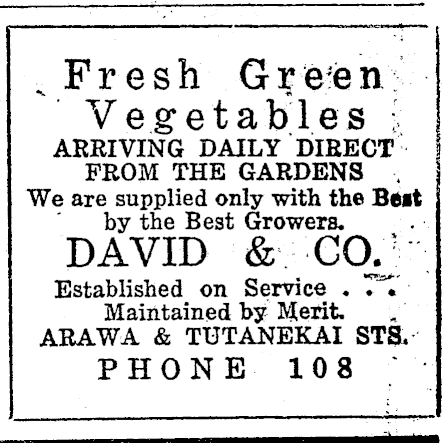 Fresh Green
Vegetables
ARRIVING DAILY DIRECT
FROM THE GARDENS
We are supplied only with the Best
by the Best Growers.
DAVID & CO.
Established on Service . . .
Maintained by Merit.
ARAWA & TUTANEKAI STS.
PHONE 108